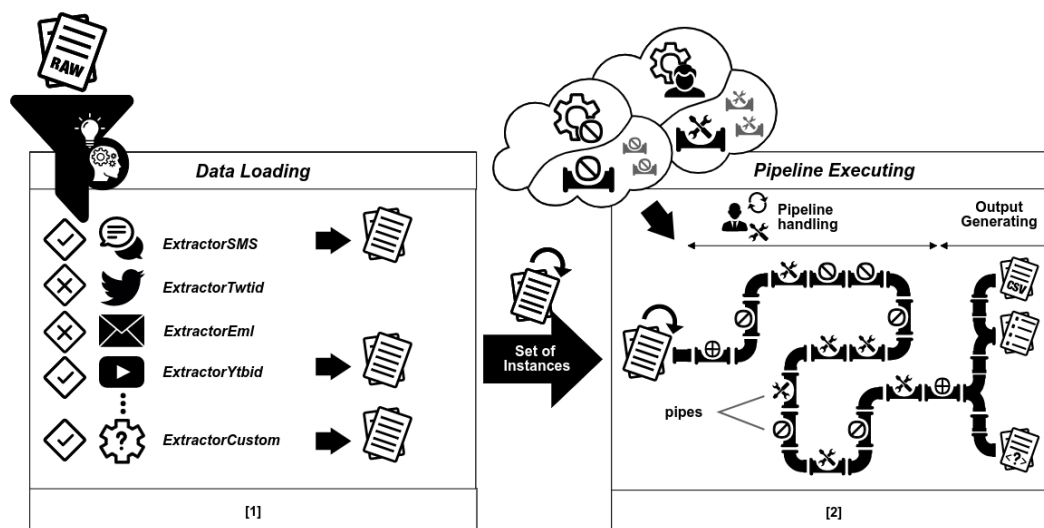 RAW
Data Loading
ExtractorSMS
ExtractorTwtid
ExtractorEml
ExtractorYtbid
?
ExtractorCustom
[1]
Set of
Instances
Pipeline Executing
Pipeline
handling
Output
Generating
CSV
pipes
<?>
[2]